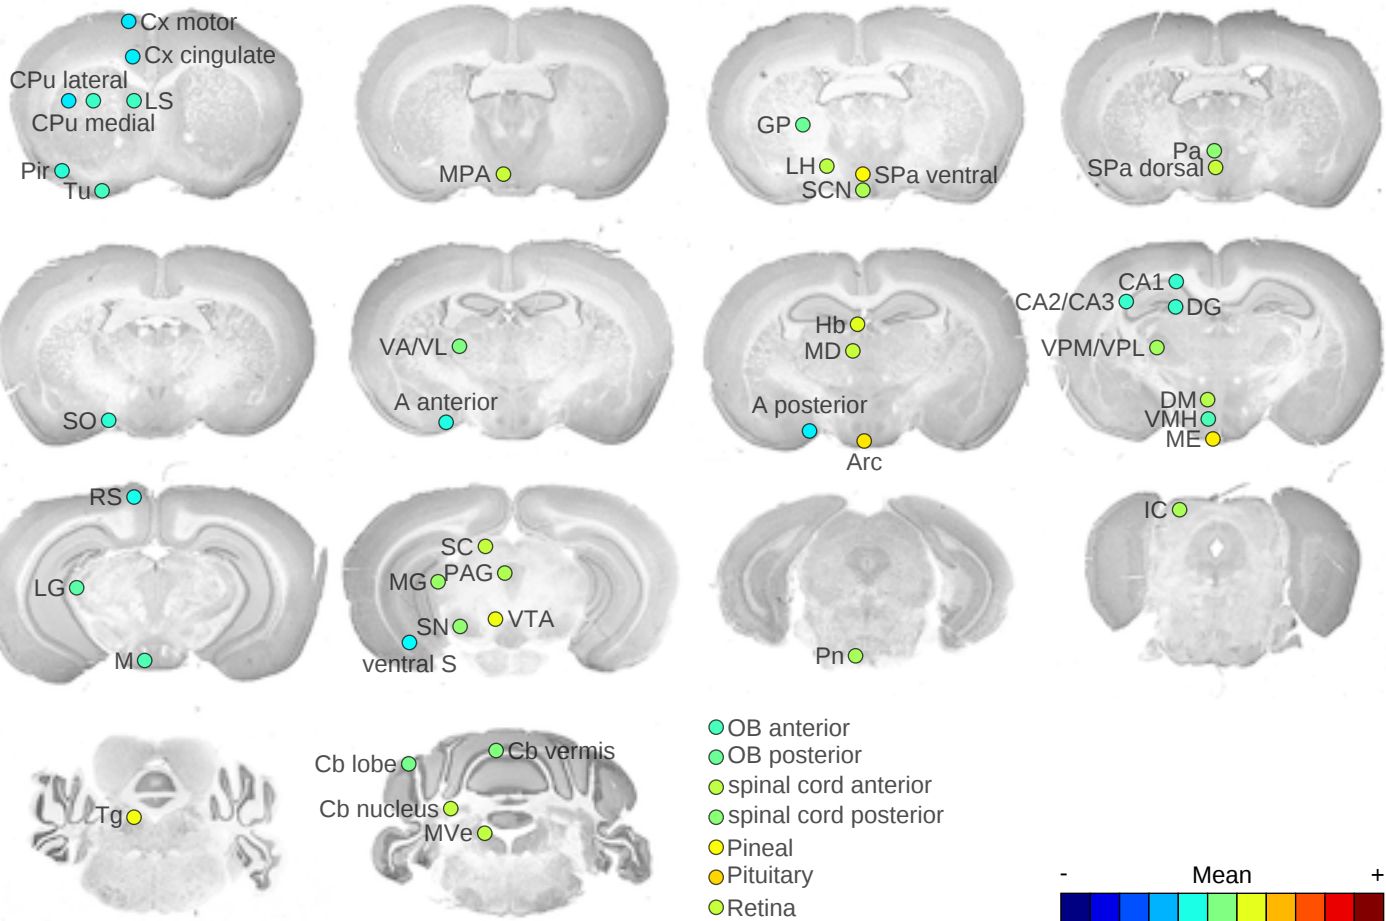 Cx motor
Cx cingulate
CPu lateral
LS
CPu medial
Pir
Tu
MPA
GP
LH
SPa ventral
SCN
Pa
SPa dorsal
SO
VA/VL
A anterior
Hb
MD
A posterior
Arc
CA1
CA2/CA3
DG
VPM/VPL
DM
VMH
ME
RS
LG
M
SC
MG
PAG
SN
VTA
ventral S
Pn
IC
Tg
Cb lobe
Cb vermis
Cb nucleus
MVe
OB anterior
OB posterior
spinal cord anterior
spinal cord posterior
Pineal
Pituitary
Retina
- Mean +